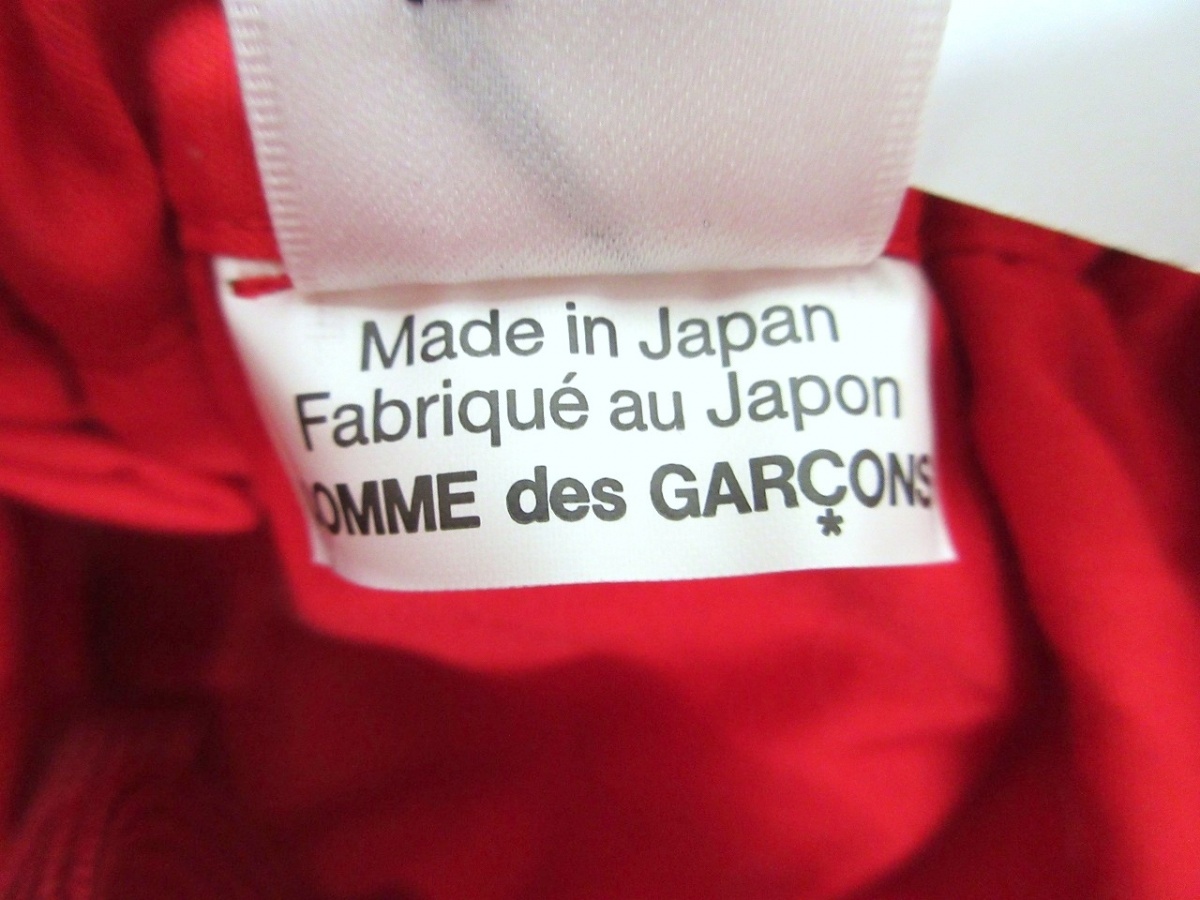 Made in Japan
Fabriqué au Japon
OMME des GARÇONS
*